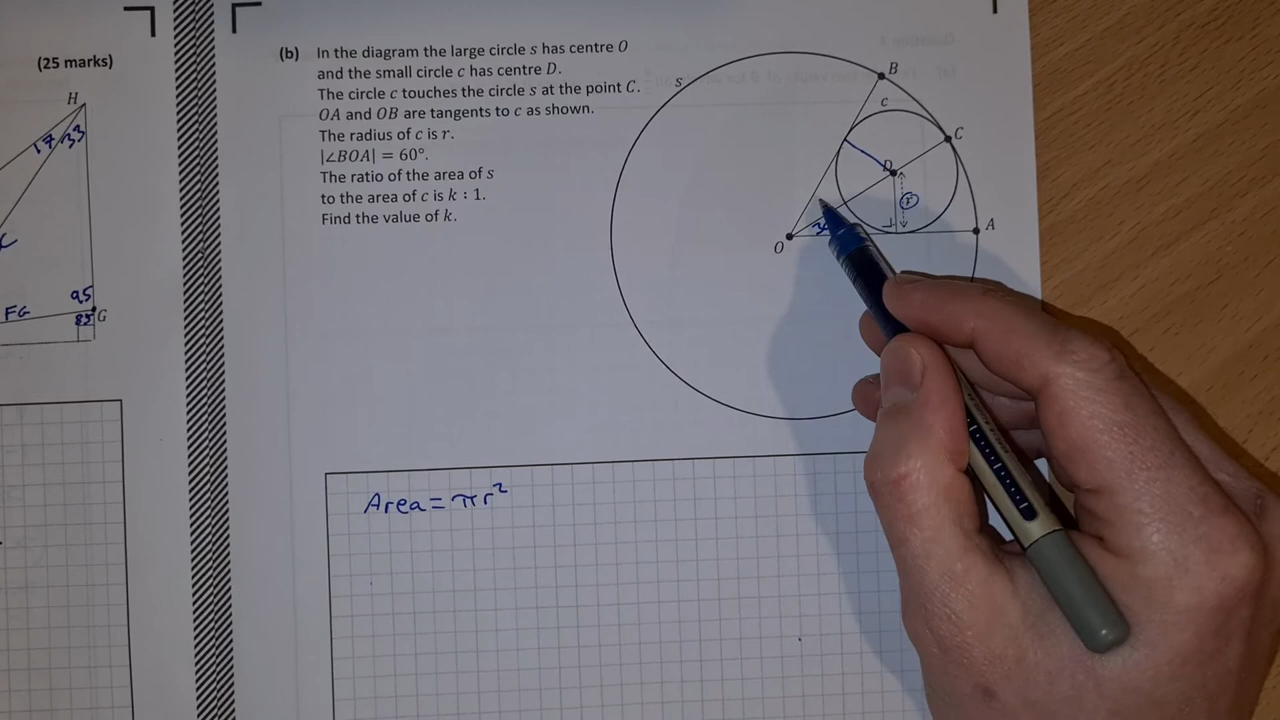 (25 marks)
H
17
33
95
FG
85
G
(b) In the diagram the large circle s has centre O
and the small circle c has centre D.
The circle c touches the circle s at the point C.
OA and OB are tangents to c as shown.
The radius of c is r.
|∠BOA| = 60°.
The ratio of the area of s
to the area of c is k : 1.
Find the value of k.
s
B
c
C
D
r
A
O
Area = πr²